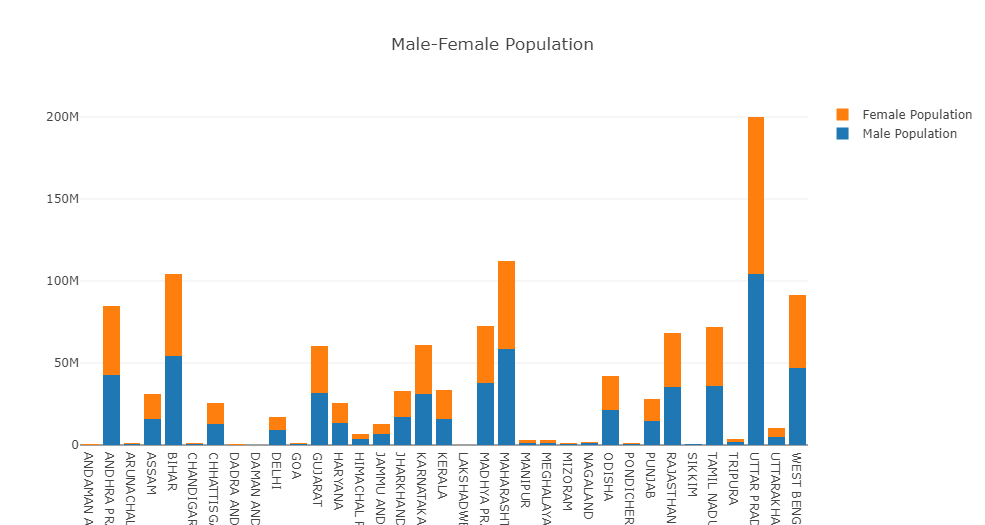 Male-Female Population
Female Population
Male Population
200M
150M
100M
50M
0
ANDAMAN A
ANDHRA PR.
ARUNACHAL
ASSAM
BIHAR
CHANDIGAR
CHHATTISGA
DADRA AND
DAMAN AND
DELHI
GOA
GUJARAT
HARYANA
HIMACHAL P
JAMMU AND
JHARKHAND
KARNATAKA
KERALA
LAKSHADWE
MADHYA PR.
MAHARASHT
MANIPUR
MEGHALAYA
MIZORAM
NAGALAND
ODISHA
PONDICHER
PUNJAB
RAJASTHAN
SIKKIM
TAMIL NADU
TRIPURA
UTTAR PRAD
UTTARAKHA
WEST BENG